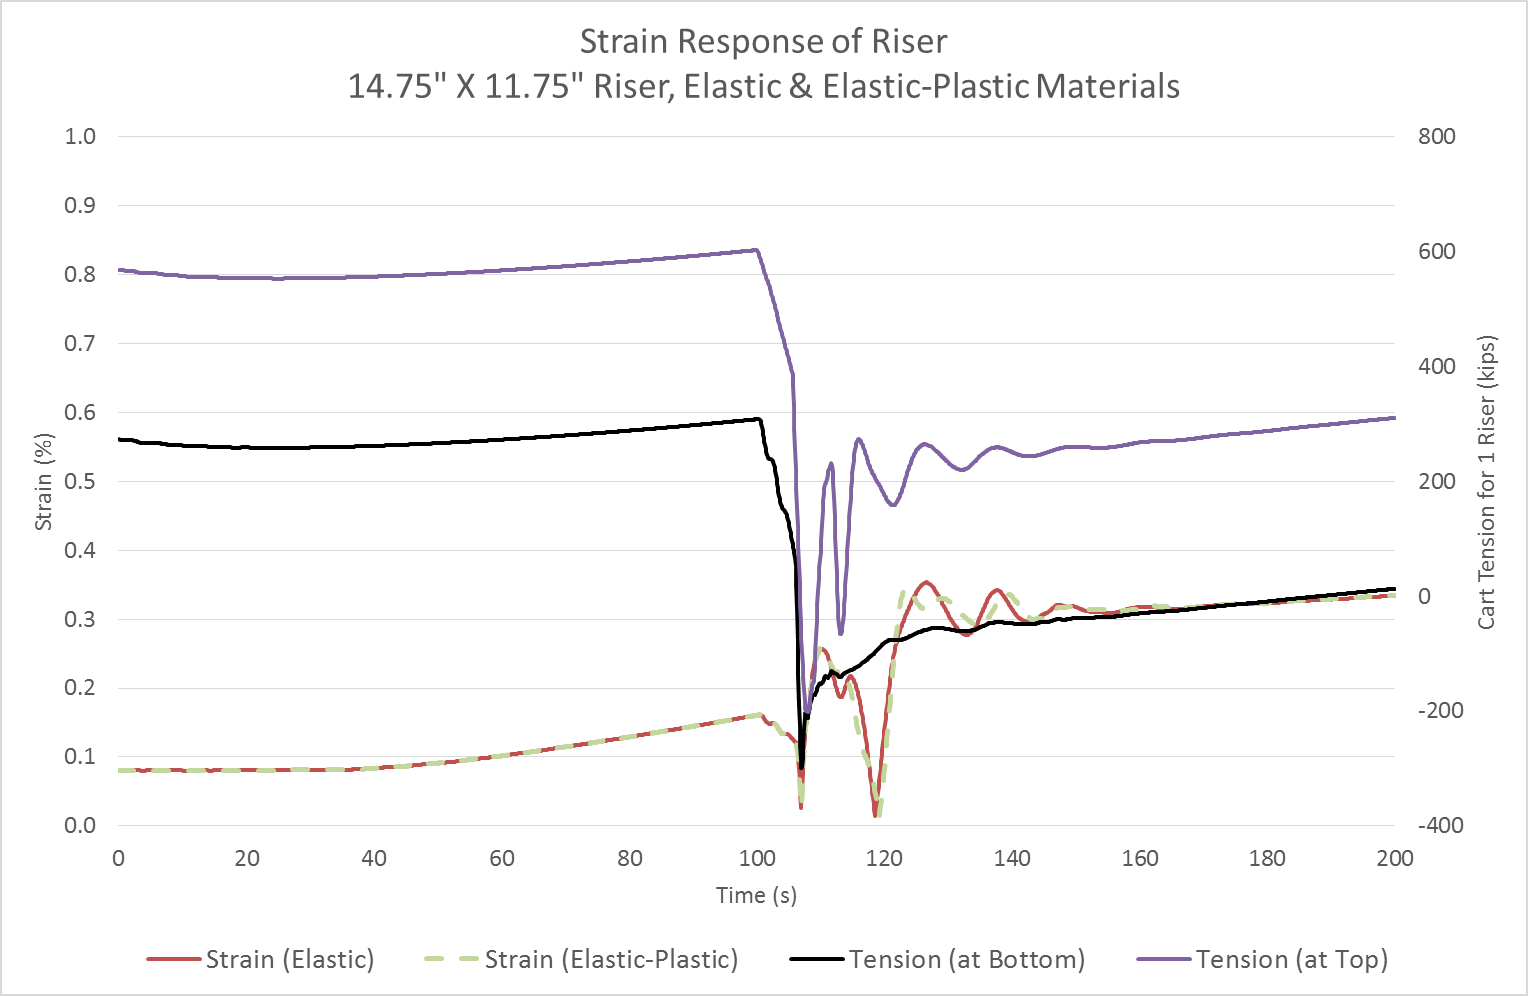 Strain Response of Riser
14.75" X 11.75" Riser, Elastic & Elastic-Plastic Materials
1.0
0.9
0.8
0.7
0.6
0.5
0.4
0.3
0.2
0.1
0.0
Strain (%)
800
600
400
200
0
-200
-400
Cart Tension for 1 Riser (kips)
0 20 40 60 80 100 120 140 160 180 200
Time (s)
Strain (Elastic) Strain (Elastic-Plastic) Tension (at Bottom) Tension (at Top)